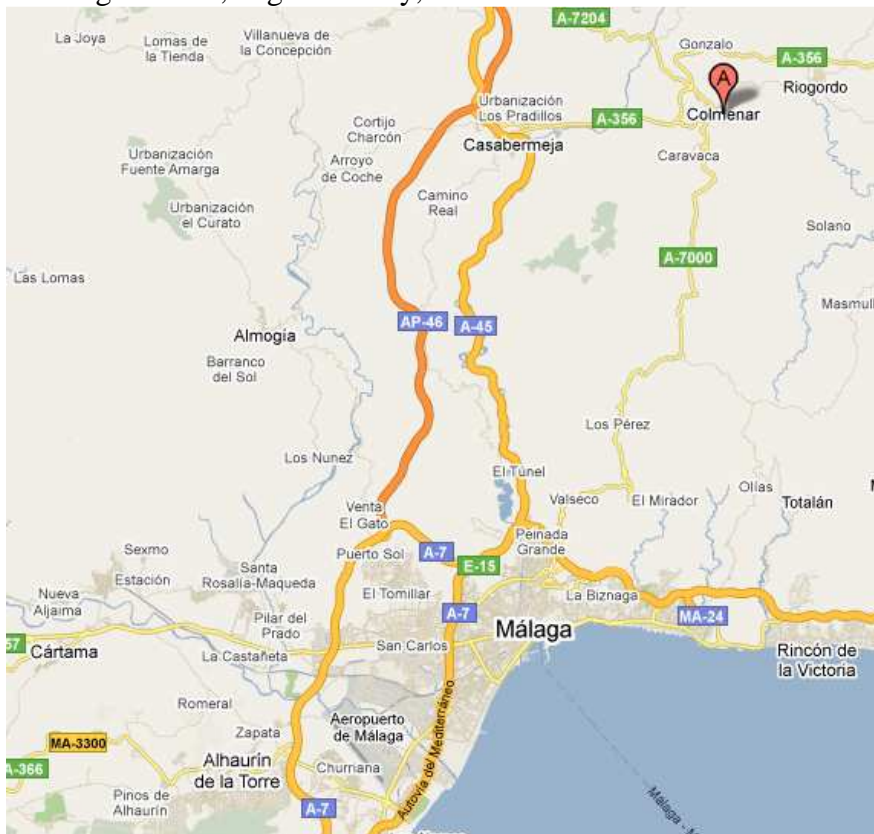 A-7204
La Joya
Lomas de
la Tienda
Villanueva de
la Concepción
Gonzalo
A-356
A
Riogordo
Urbanización
Los Pradillos
A-356
Colmenar
Cortijo
Charcón
Casabermeja
Urbanización
Fuente Amarga
Arroyo
de Coche
Caravaca
Camino
Real
Urbanización
el Curato
Solano
A-7000
Las Lomas
AP-46
A-45
Almogía
Barranco
del Sol
Los Pérez
Los Nunez
El Túnel
Olías
Valseco
El Mirador
Totalán
Venta
El Gato
Peinada
Grande
Sexmo
Puerto Sol
A-7
E-15
Estación
Santa
Rosalía-Maqueda
Nueva
Aljaima
El Tomillar
La Biznaga
A-7
MA-24
Pilar del
Prado
Málaga
San Carlos
57
Cártama
La Castañeta
Rincón de
la Victoria
Romeral
Aeropuerto
de Málaga
Autovía del Mediterráneo
MA-3300
Zapata
A-366
Alhaurín
de la Torre
Churriana
Pinos de
Alhaurín
A-7